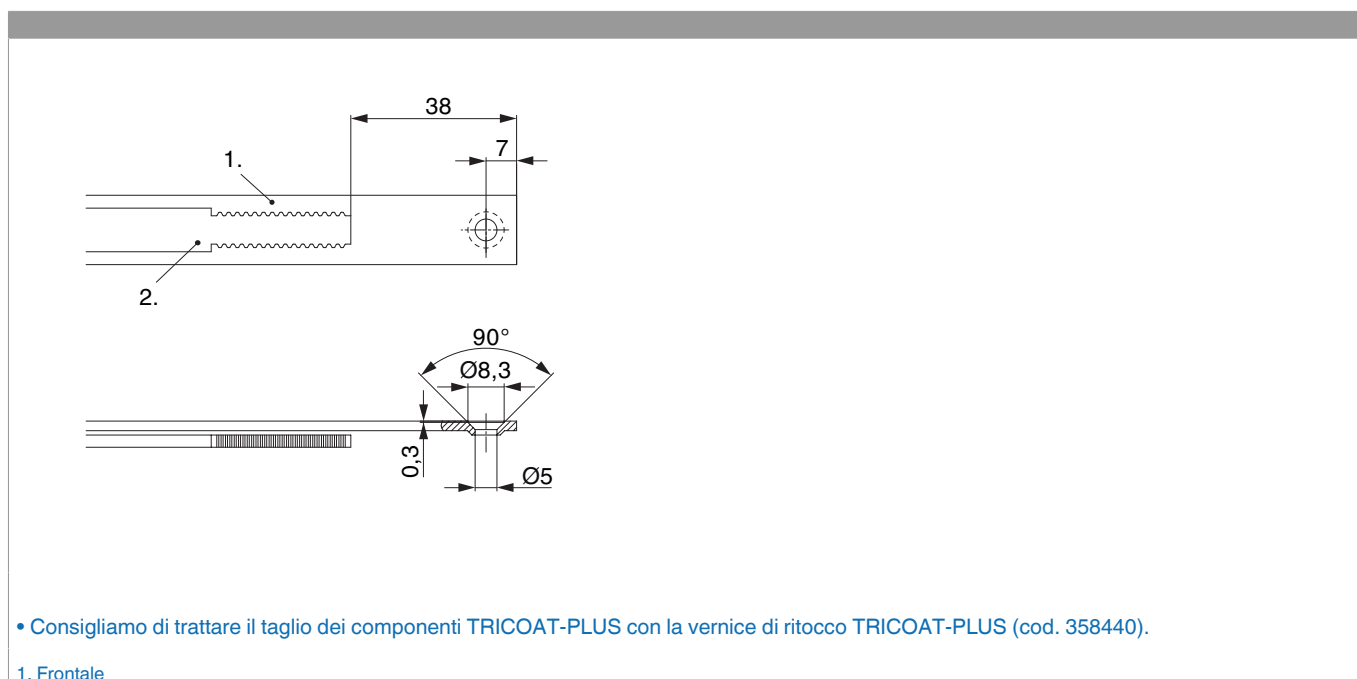 38
7
1.
2.
90°
Ø8,3
0,3
Ø5
• Consigliamo di trattare il taglio dei componenti TRICOAT-PLUS con la vernice di ritocco TRICOAT-PLUS (cod. 358440).
1. Frontale